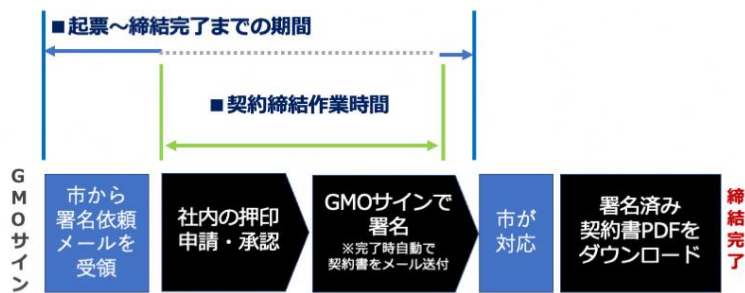 ■起票～締結完了までの期間
■契約締結作業時間
GMOサイン
市から
署名依頼
メールを
受領
社内の押印
申請・承認
GMOサインで
署名
※完了時自動で
契約書をメール送付
市が
対応
署名済み
契約書PDFを
ダウンロード
締結完了